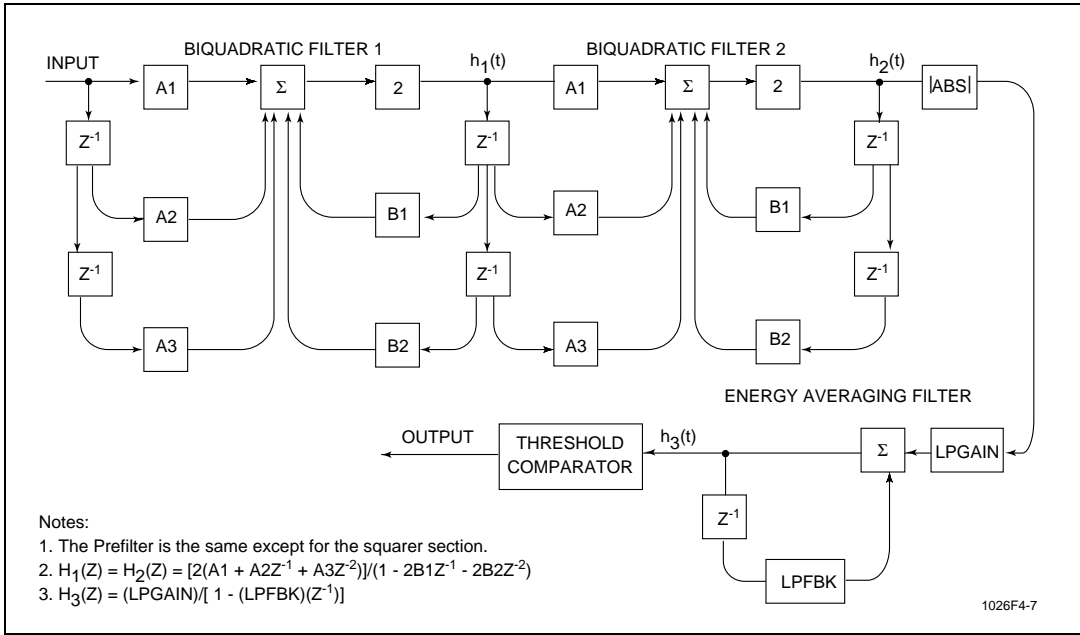 BIQUADRATIC FILTER 1
BIQUADRATIC FILTER 2
INPUT
h1(t)
h2(t)
A1
Σ
2
A1
Σ
2
|ABS|
Z-1
Z-1
Z-1
A2
B1
A2
B1
Z-1
Z-1
Z-1
A3
B2
A3
B2
ENERGY AVERAGING FILTER
OUTPUT
THRESHOLD
COMPARATOR
h3(t)
Σ
LPGAIN
Z-1
LPFBK
Notes:
1. The Prefilter is the same except for the squarer section.
2. H1(Z) = H2(Z) = [2(A1 + A2Z-1 + A3Z-2)]/(1 - 2B1Z-1 - 2B2Z-2)
3. H3(Z) = (LPGAIN)/[ 1 - (LPFBK)(Z-1)]
1026F4-7